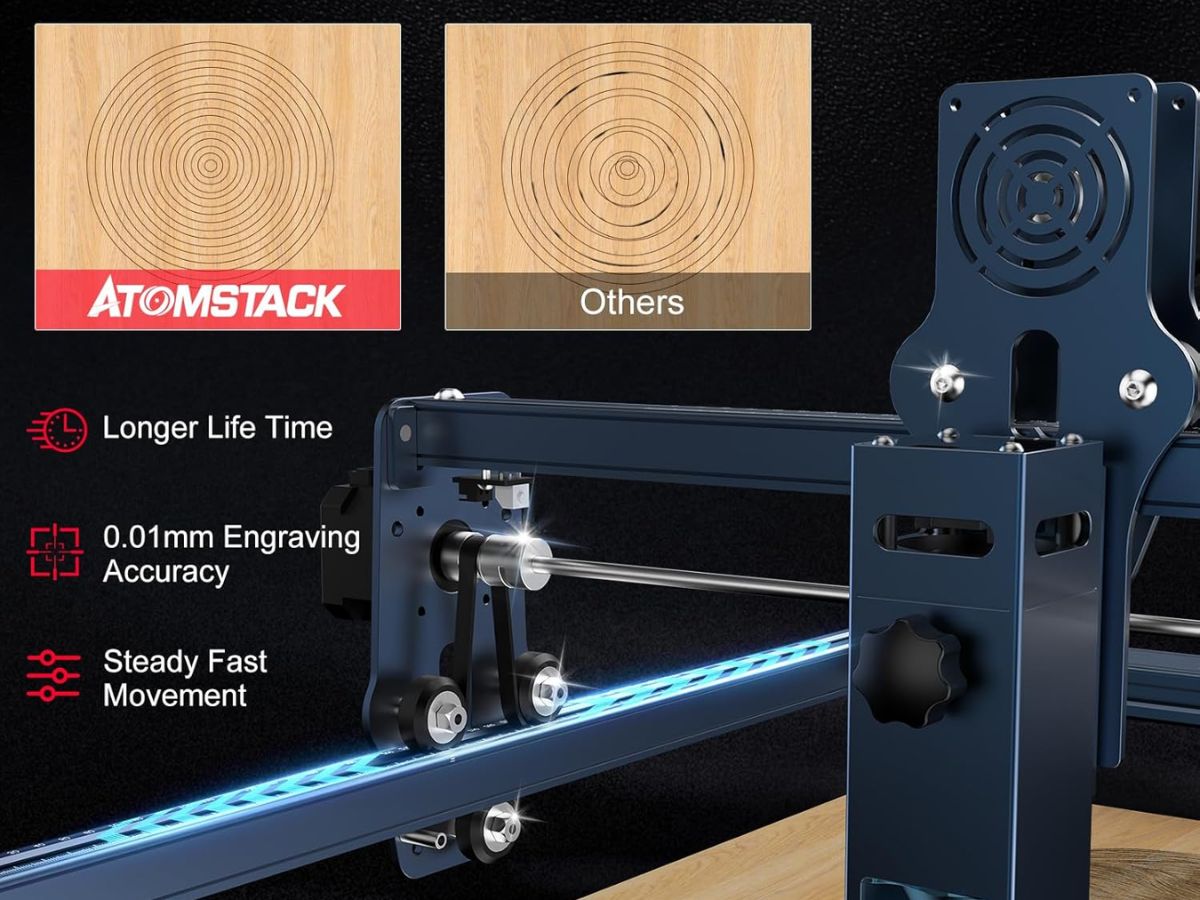 ATOMSTACK
Others
Longer Life Time
0.01mm Engraving
Accuracy
Steady Fast
Movement